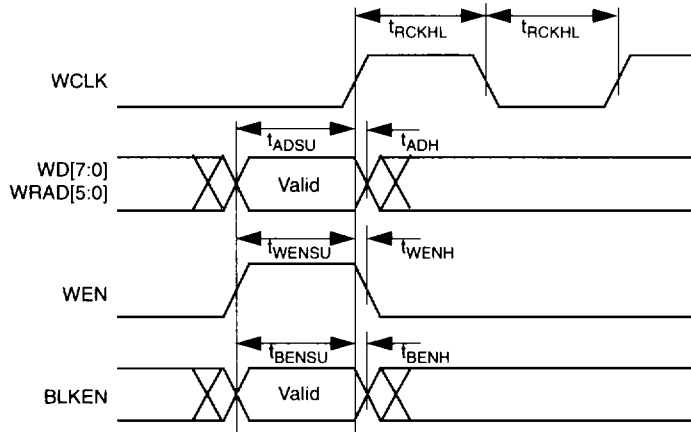 tRCKHL tRCKHL
WCLK
tADSU tADH
WD[7:0]
WRAD[5:0]
Valid
tWENSU tWENH
WEN
tBENSU tBENH
BLKEN
Valid